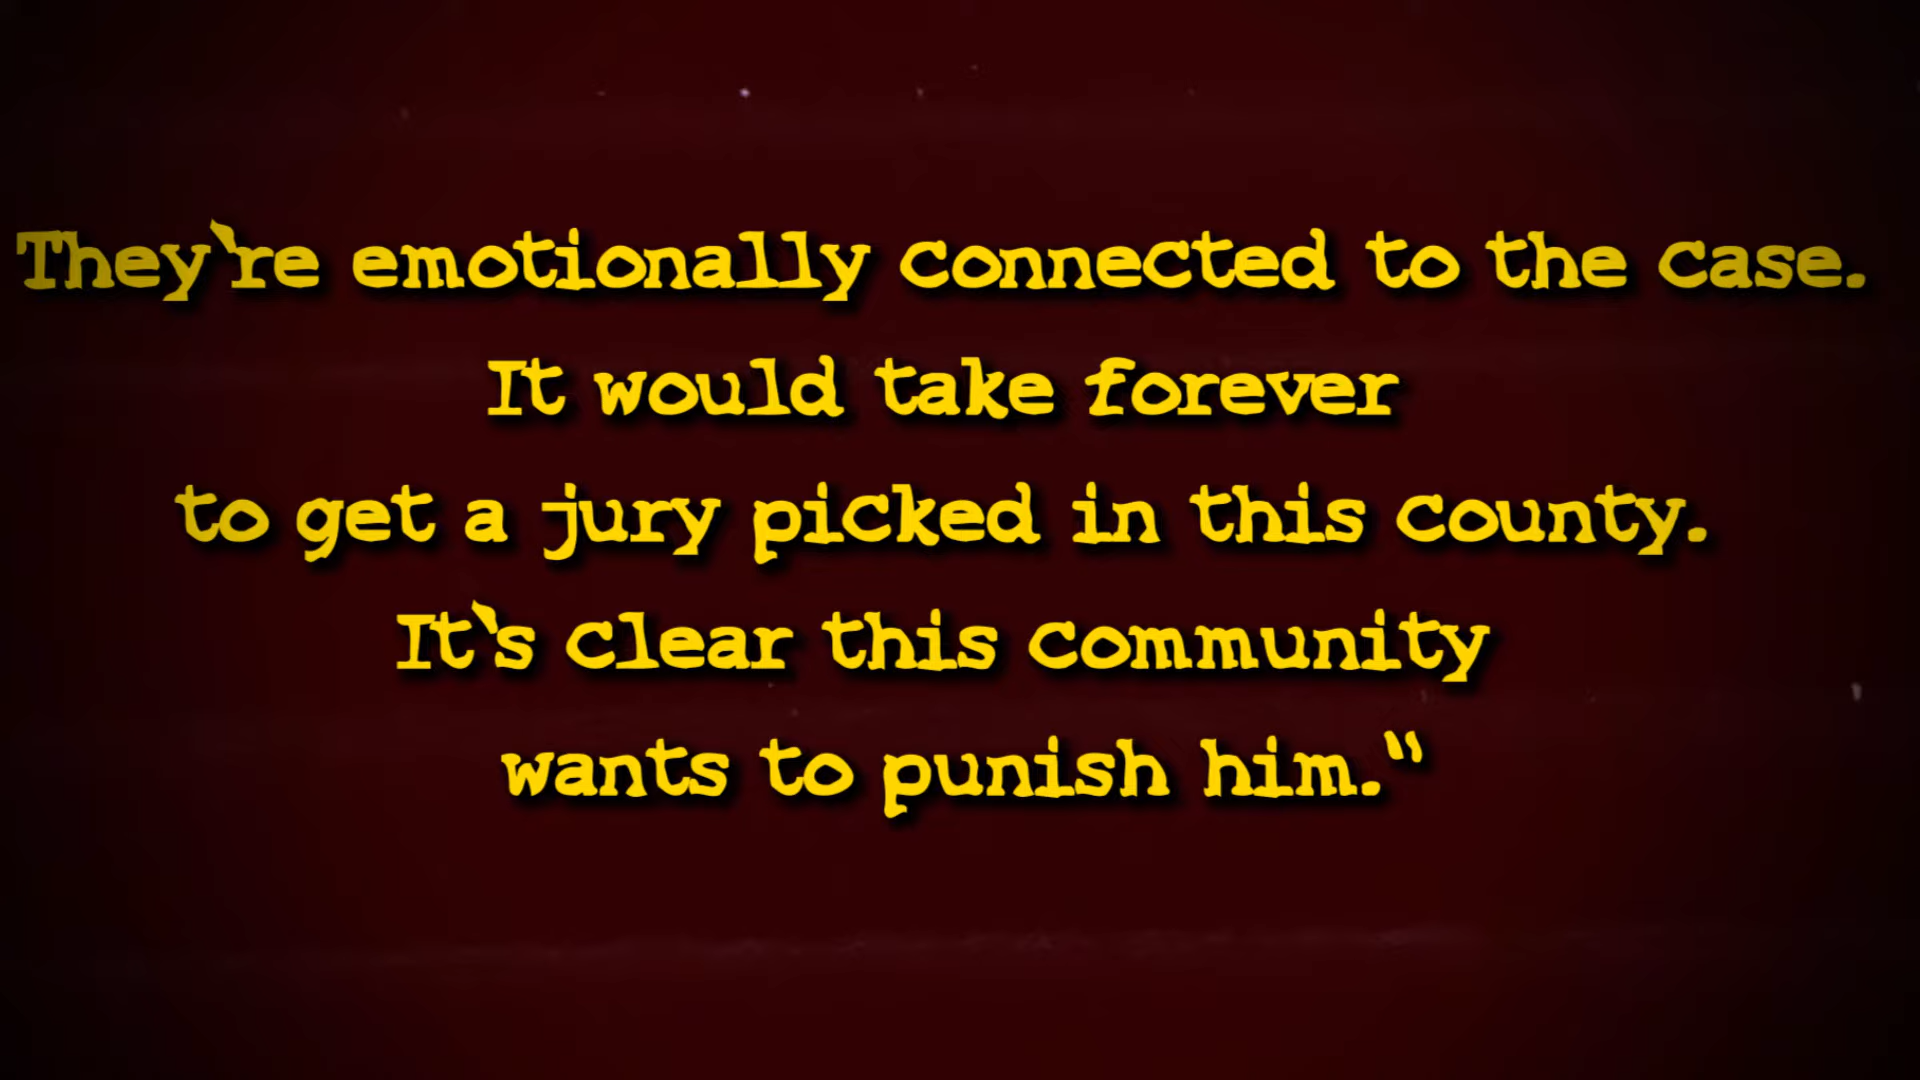 They're emotionally connected to the case.
It would take forever
to get a jury picked in this county.
It's clear this community
wants to punish him."